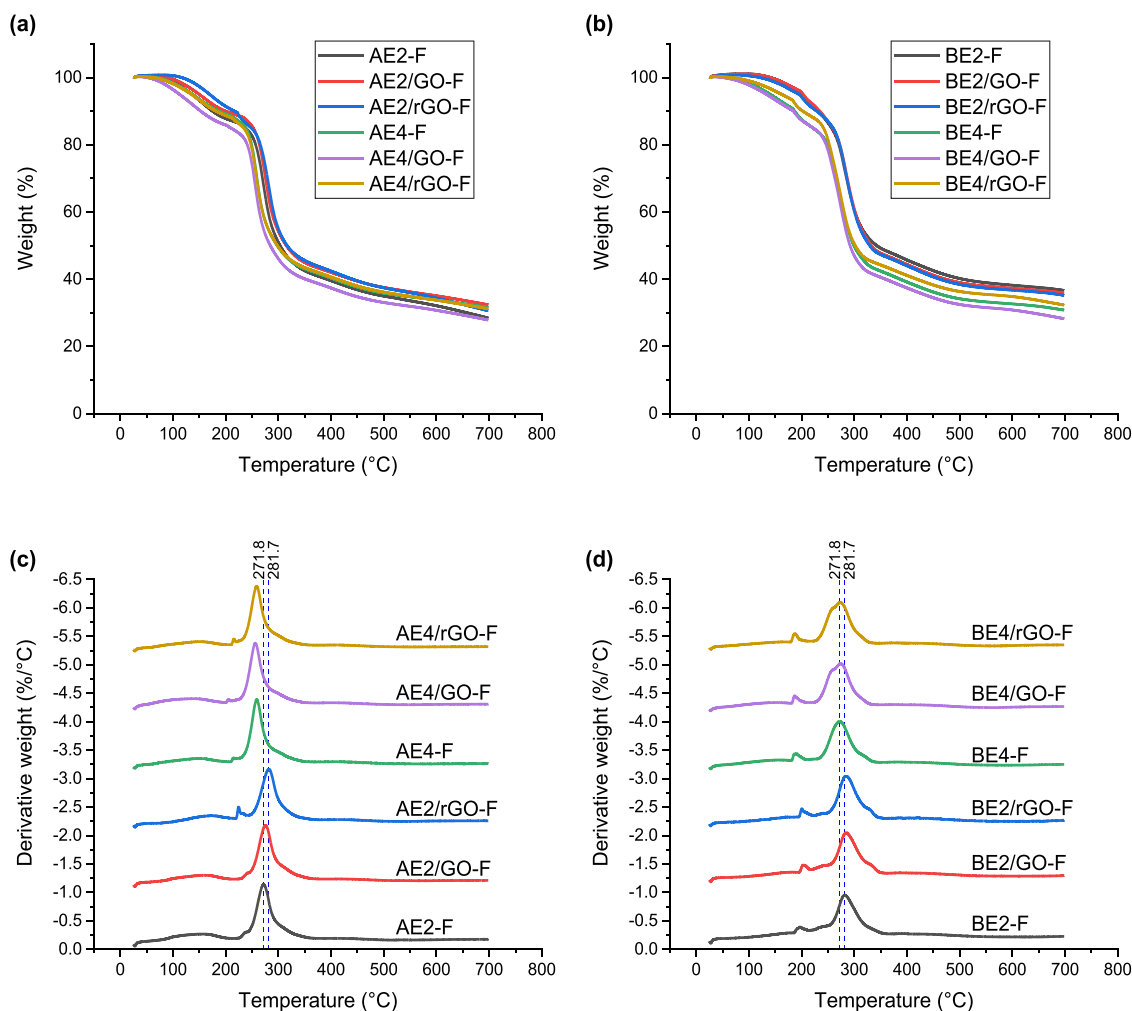 (a)
AE2-F
AE2/GO-F
AE2/rGO-F
AE4-F
AE4/GO-F
AE4/rGO-F
100
80
60
40
20
0
Weight (%)
0 100 200 300 400 500 600 700 800
Temperature (°C)
(b)
BE2-F
BE2/GO-F
BE2/rGO-F
BE4-F
BE4/GO-F
BE4/rGO-F
100
80
60
40
20
0
Weight (%)
0 100 200 300 400 500 600 700 800
Temperature (°C)
(c)
271.8
281.7
-6.5
-6.0
-5.5
-5.0
-4.5
-4.0
-3.5
-3.0
-2.5
-2.0
-1.5
-1.0
-0.5
0.0
Derivative weight (%/°C)
AE4/rGO-F
AE4/GO-F
AE4-F
AE2/rGO-F
AE2/GO-F
AE2-F
0 100 200 300 400 500 600 700 800
Temperature (°C)
(d)
271.8
281.7
-6.5
-6.0
-5.5
-5.0
-4.5
-4.0
-3.5
-3.0
-2.5
-2.0
-1.5
-1.0
-0.5
0.0
Derivative weight (%/°C)
BE4/rGO-F
BE4/GO-F
BE4-F
BE2/rGO-F
BE2/GO-F
BE2-F
0 100 200 300 400 500 600 700 800
Temperature (°C)